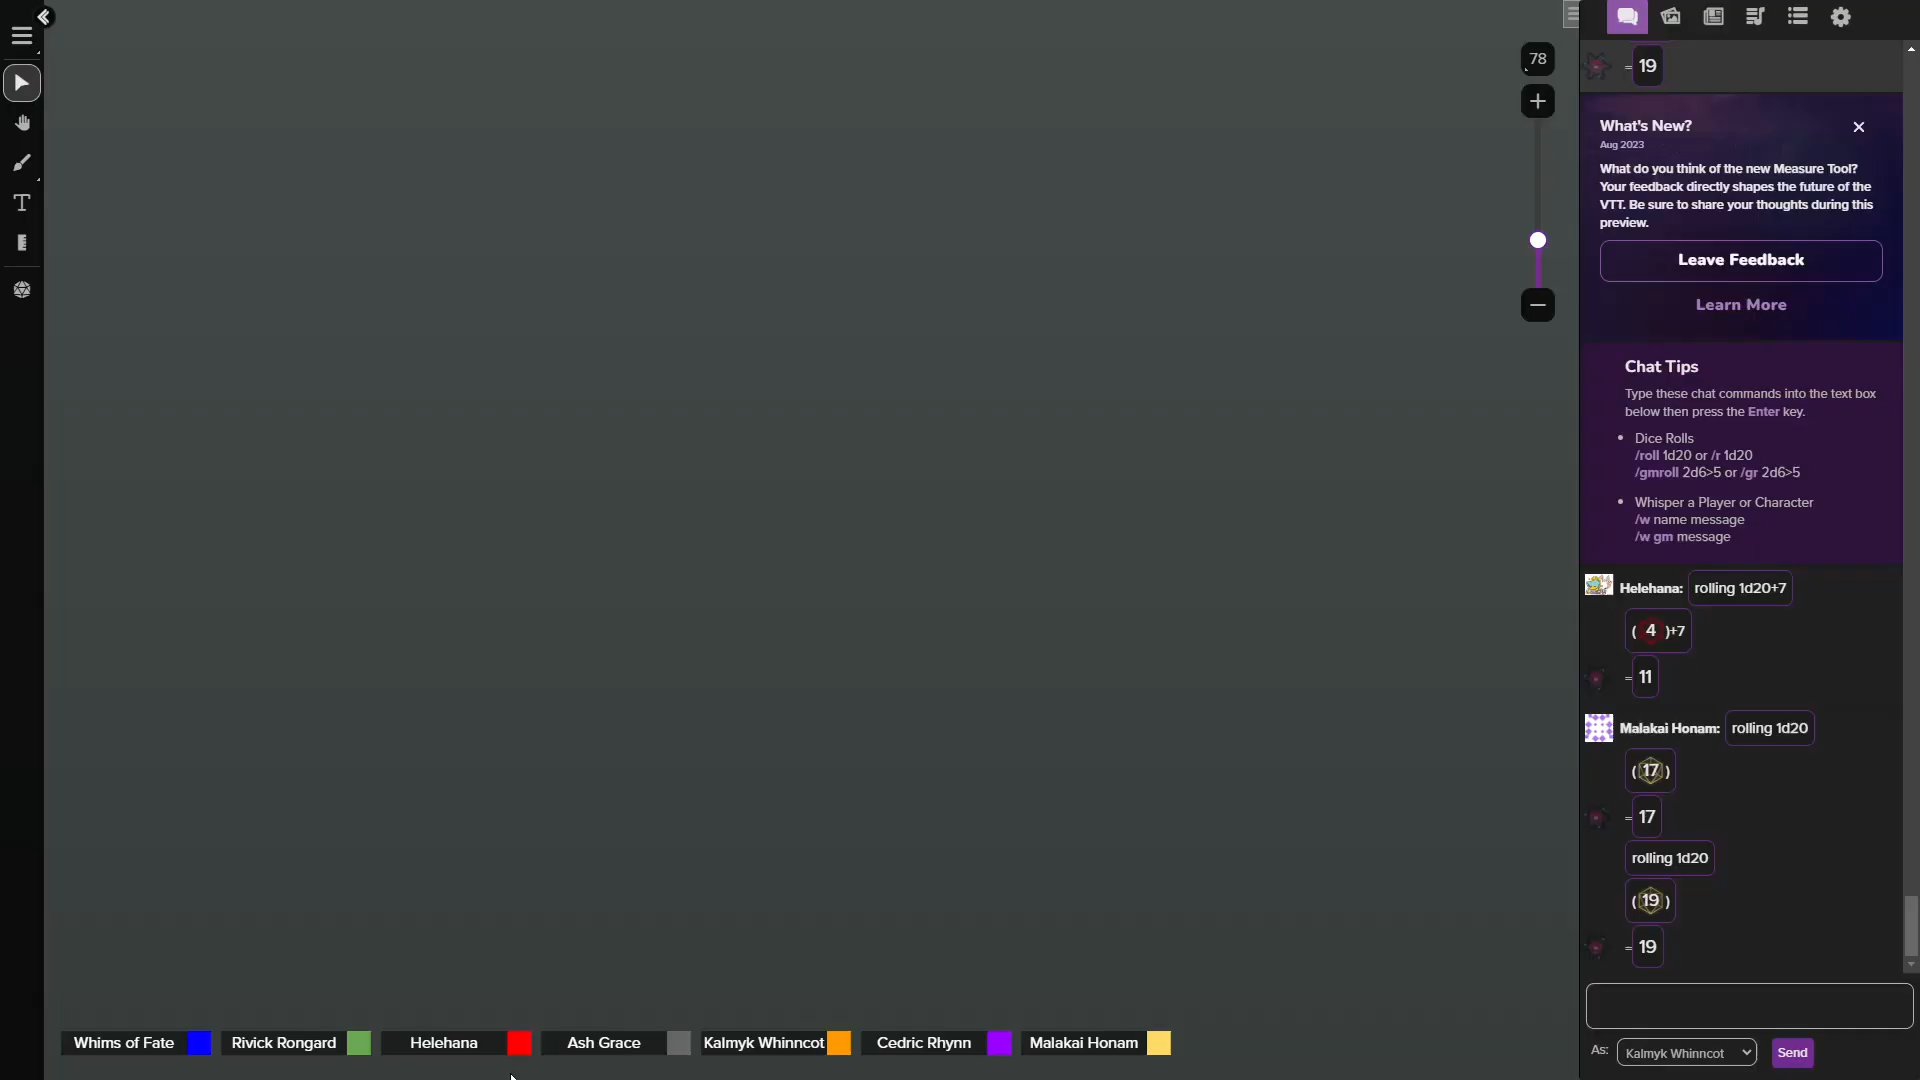 78
= 19
What's New?
Aug 2023
What do you think of the new Measure Tool?
Your feedback directly shapes the future of the
VTT. Be sure to share your thoughts during this
preview.
Leave Feedback
Learn More
Chat Tips
Type these chat commands into the text box
below then press the Enter key.
• Dice Rolls
/roll 1d20 or /r 1d20
/gmroll 2d6>5 or /gr 2d6>5
• Whisper a Player or Character
/w name message
/w gm message
Helehana: rolling 1d20+7
( 4 )+7
= 11
Malakai Honam: rolling 1d20
( 17 )
= 17
rolling 1d20
( 19 )
= 19
Whims of Fate Rivick Rongard Helehana Ash Grace Kalmyk Whinncot Cedric Rhynn Malakai Honam
As: Kalmyk Whinncot Send